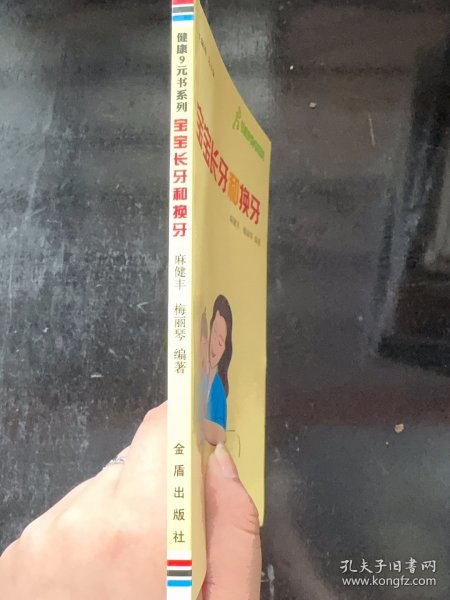 健康9元书系列
宝宝长牙和换牙
麻健丰 梅丽琴 编著
金盾出版社
宝宝长牙和换牙
孔夫子旧书网
www.kongfz.com